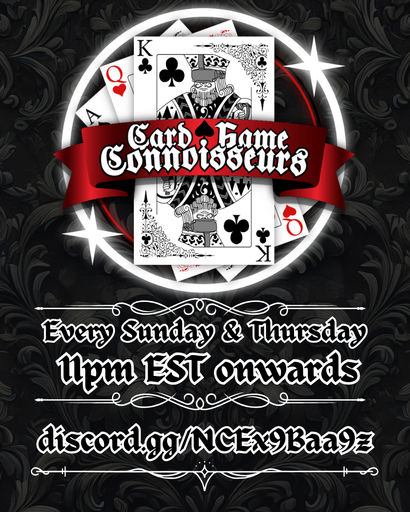 K
Q
A
Card Game
Connoisseurs
Q
K
Every Sunday & Thursday
11pm EST onwards
discord.gg/NCEx9Baa9z